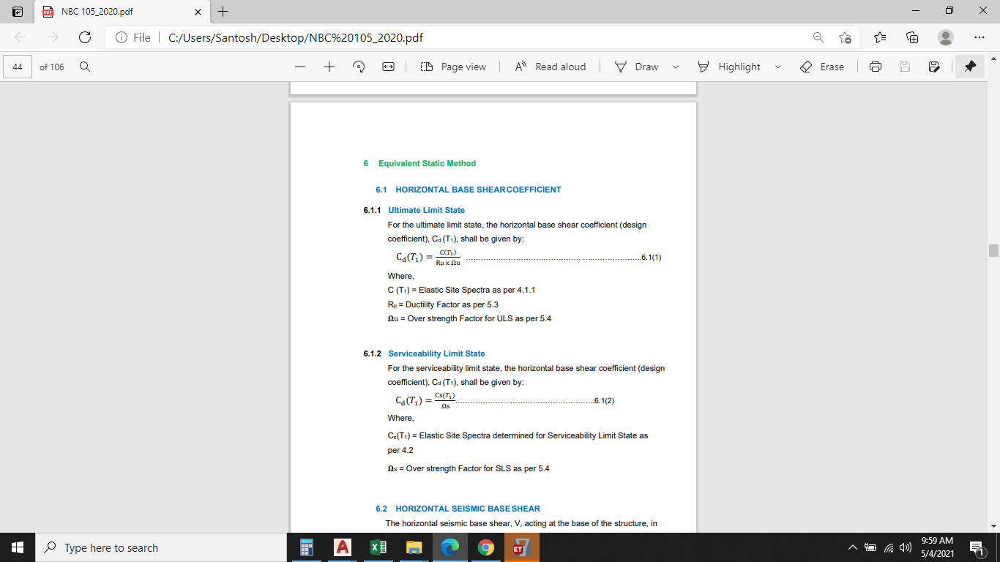 NBC 105_2020.pdf
File C:/Users/Santosh/Desktop/NBC%20105_2020.pdf
44 of 106 Page view Read aloud Draw Highlight Erase
6 Equivalent Static Method
6.1 HORIZONTAL BASE SHEAR COEFFICIENT
6.1.1 Ultimate Limit State
For the ultimate limit state, the horizontal base shear coefficient (design
coefficient), Cd (T1), shall be given by:
Cd(T1) = C(T1) / Rμ x Ωu ………………………………………… ……………………..6.1(1)
Where,
C (T1) = Elastic Site Spectra as per 4.1.1
Rμ = Ductility Factor as per 5.3
Ωu = Over strength Factor for ULS as per 5.4
6.1.2 Serviceability Limit State
For the serviceability limit state, the horizontal base shear coefficient (design
coefficient), Cd (T1), shall be given by:
Cd(T1) = Cs(T1) / Ωs …………………………………………………..6.1(2)
Where,
Cs(T1) = Elastic Site Spectra determined for Serviceability Limit State as
per 4.2
Ωs = Over strength Factor for SLS as per 5.4
6.2 HORIZONTAL SEISMIC BASE SHEAR
The horizontal seismic base shear, V, acting at the base of the structure, in
Type here to search
9:59 AM
5/4/2021
1